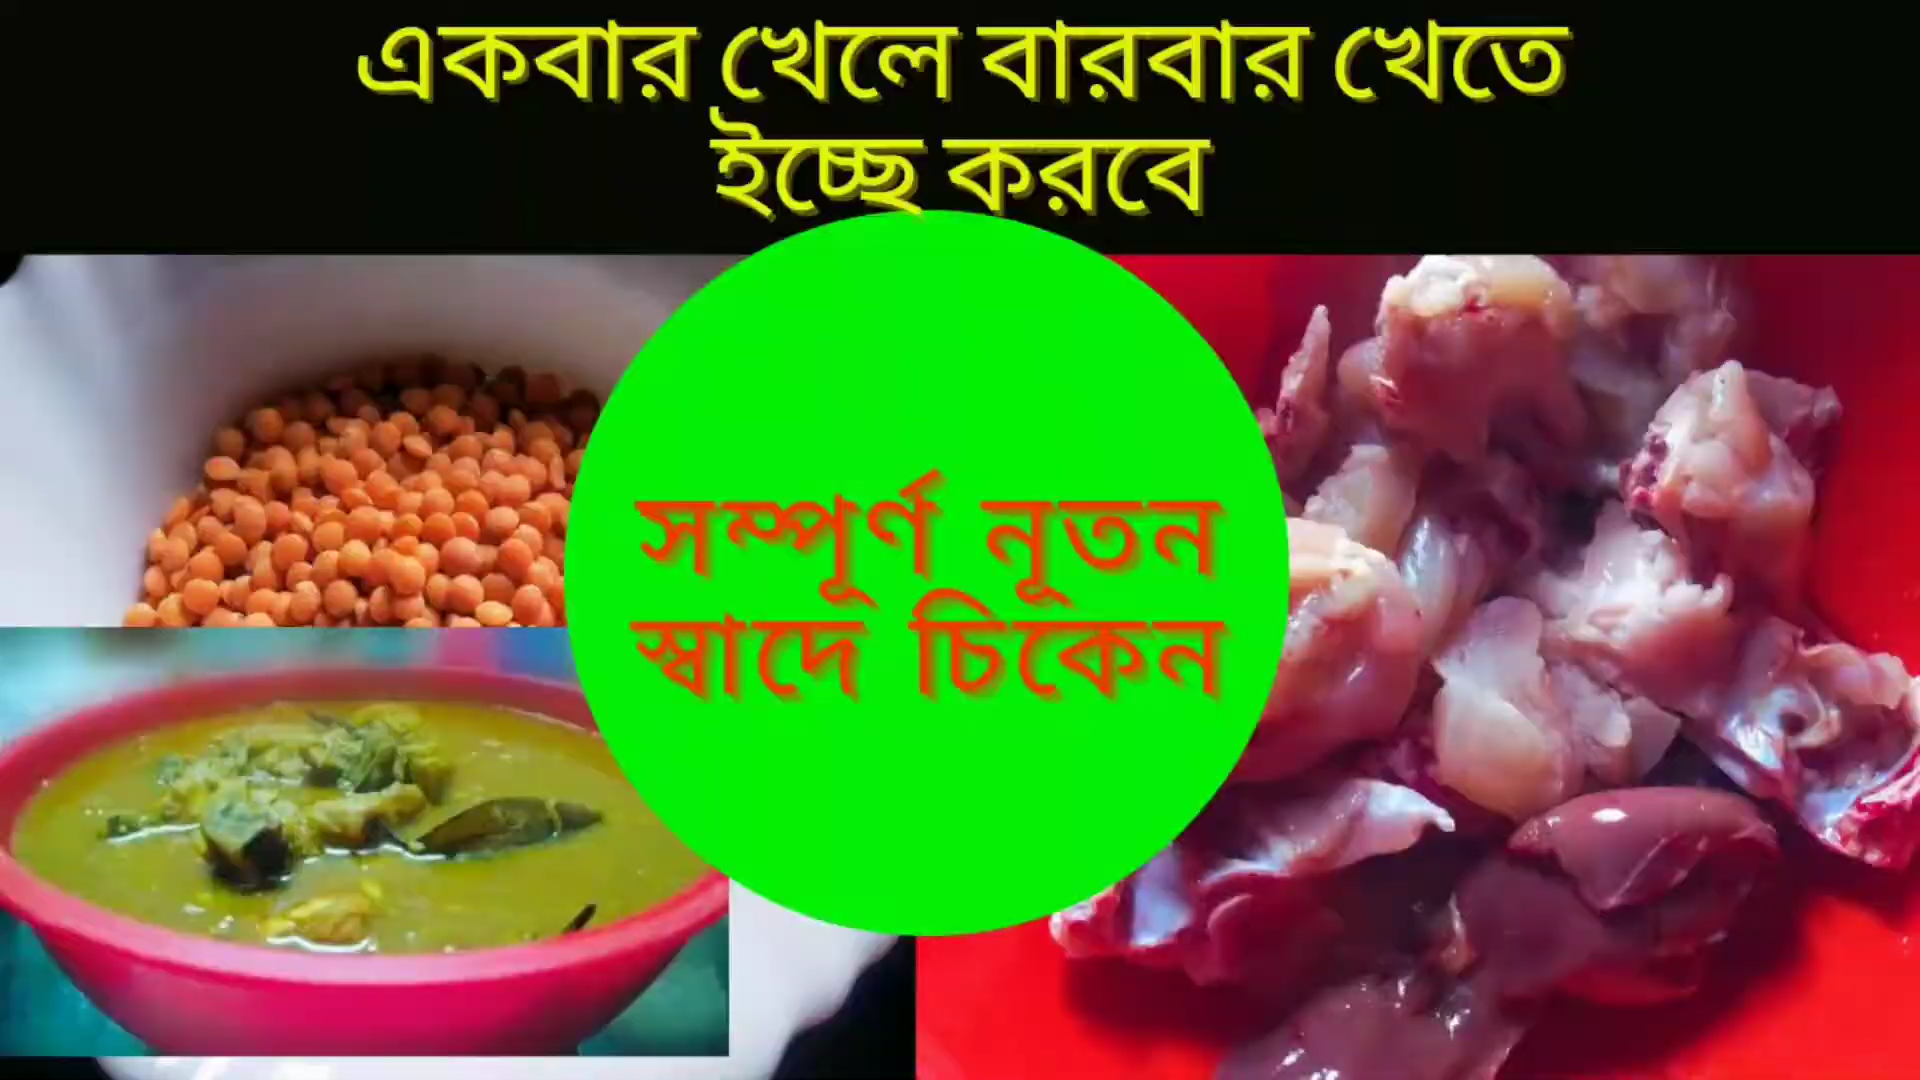 একবার খেলে বারবার খেতে
ইচ্ছে করবে
সম্পূর্ণ নূতন
স্বাদে চিকেন